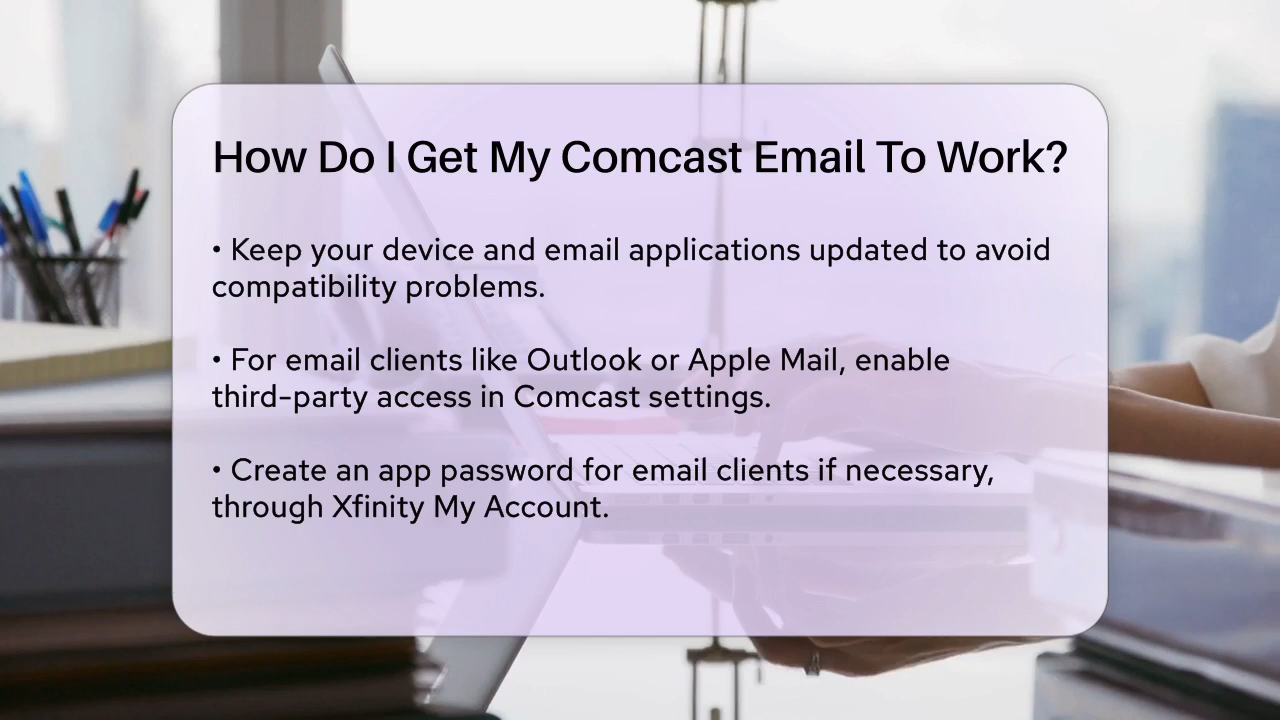 How Do I Get My Comcast Email To Work?
• Keep your device and email applications updated to avoid
compatibility problems.
• For email clients like Outlook or Apple Mail, enable
third-party access in Comcast settings.
• Create an app password for email clients if necessary,
through Xfinity My Account.